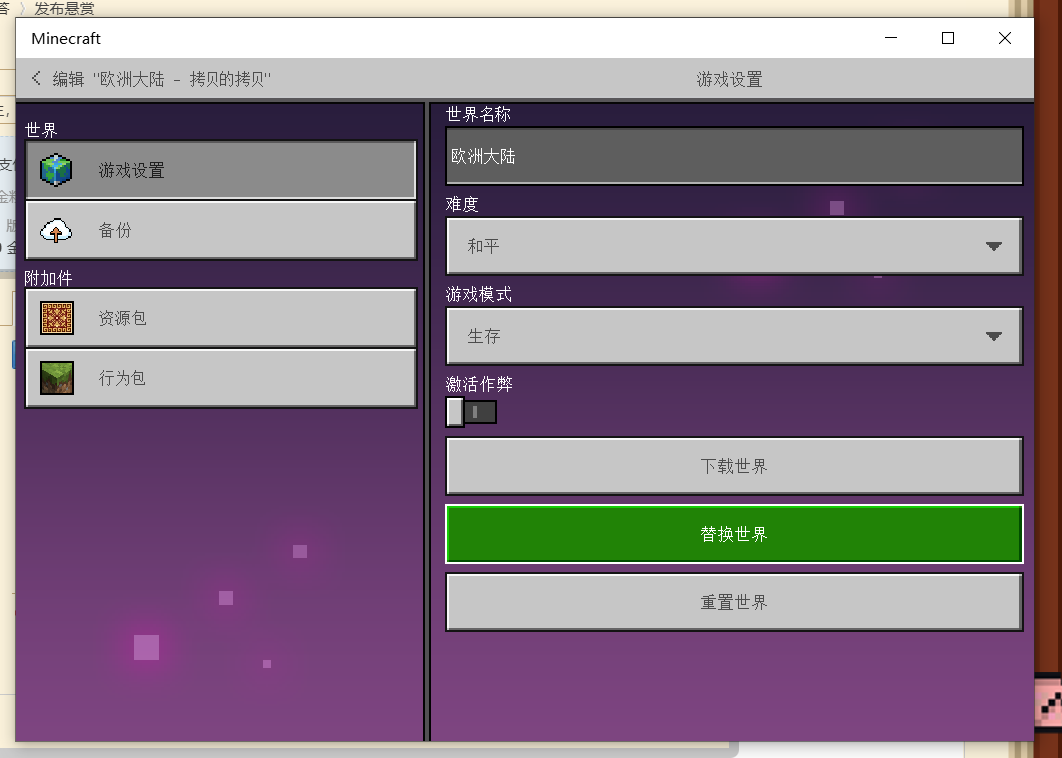 答 〉 发布悬赏
Minecraft
编辑 "欧洲大陆 - 拷贝的拷贝"
游戏设置
世界
游戏设置
备份
附加件
资源包
行为包
世界名称
欧洲大陆
难度
和平
游戏模式
生存
激活作弊
下载世界
替换世界
重置世界